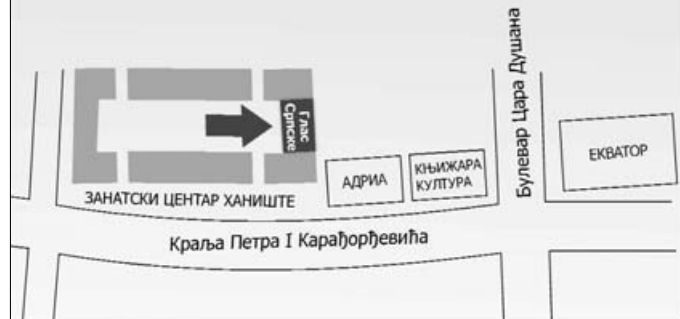 Булевар Цара Душана
Глас
Српске
ЕКВАТОР
АДРИА
КЊИЖАРА
КУЛТУРА
ЗАНАТСКИ ЦЕНТАР ХАНИШТЕ
Краља Петра I Карађорђевића